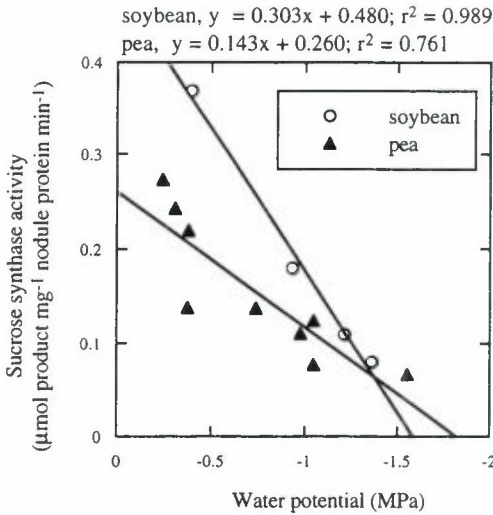 soybean, y = 0.303x + 0.480; r² = 0.989
pea, y = 0.143x + 0.260; r² = 0.761
0.4
0.3
0.2
0.1
0
soybean
pea
Sucrose synthase activity
(μmol product mg⁻¹ nodule protein min⁻¹)
0
-0.5
-1
-1.5
-2
Water potential (MPa)